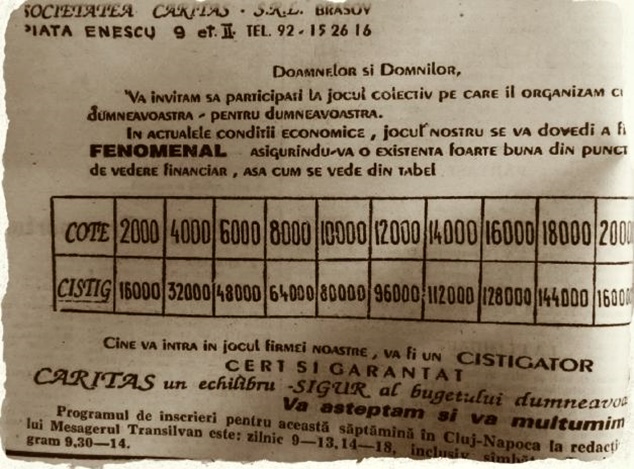 SOCIETATEA CARITAS - S.R.L. BRASOV
PIATA ENESCU 9 et. II. TEL. 92 - 15 26 16
Doamnelor si Domnilor,
Va invitam sa participati la jocul colectiv pe care il organizam cu
dumneavoastra - pentru dumneavoastra.
In actualele conditii economice, jocul nostru se va dovedi a fi
FENOMENAL asigurindu-va o existenta foarte buna din punct
de vedere financiar, asa cum se vede din tabel
COTE 2000 4000 6000 8000 10000 12000 14000 16000 18000
CISTIG 16000 32000 48000 64000 80000 96000 112000 128000 144000 160000
Cine va intra in jocul firmei noastre, va fi un CISTIGATOR
CERT SI GARANTAT
CARITAS un echilibru - SIGUR al bugetului
Va asteptam si va multumim
Programul de inscrieri pentru această săptămînă in Cluj-Napoca la
lui Mesagerul Transilvan este: zilnic 9—13, 14—18, inclusiv
gram 9,30—14.